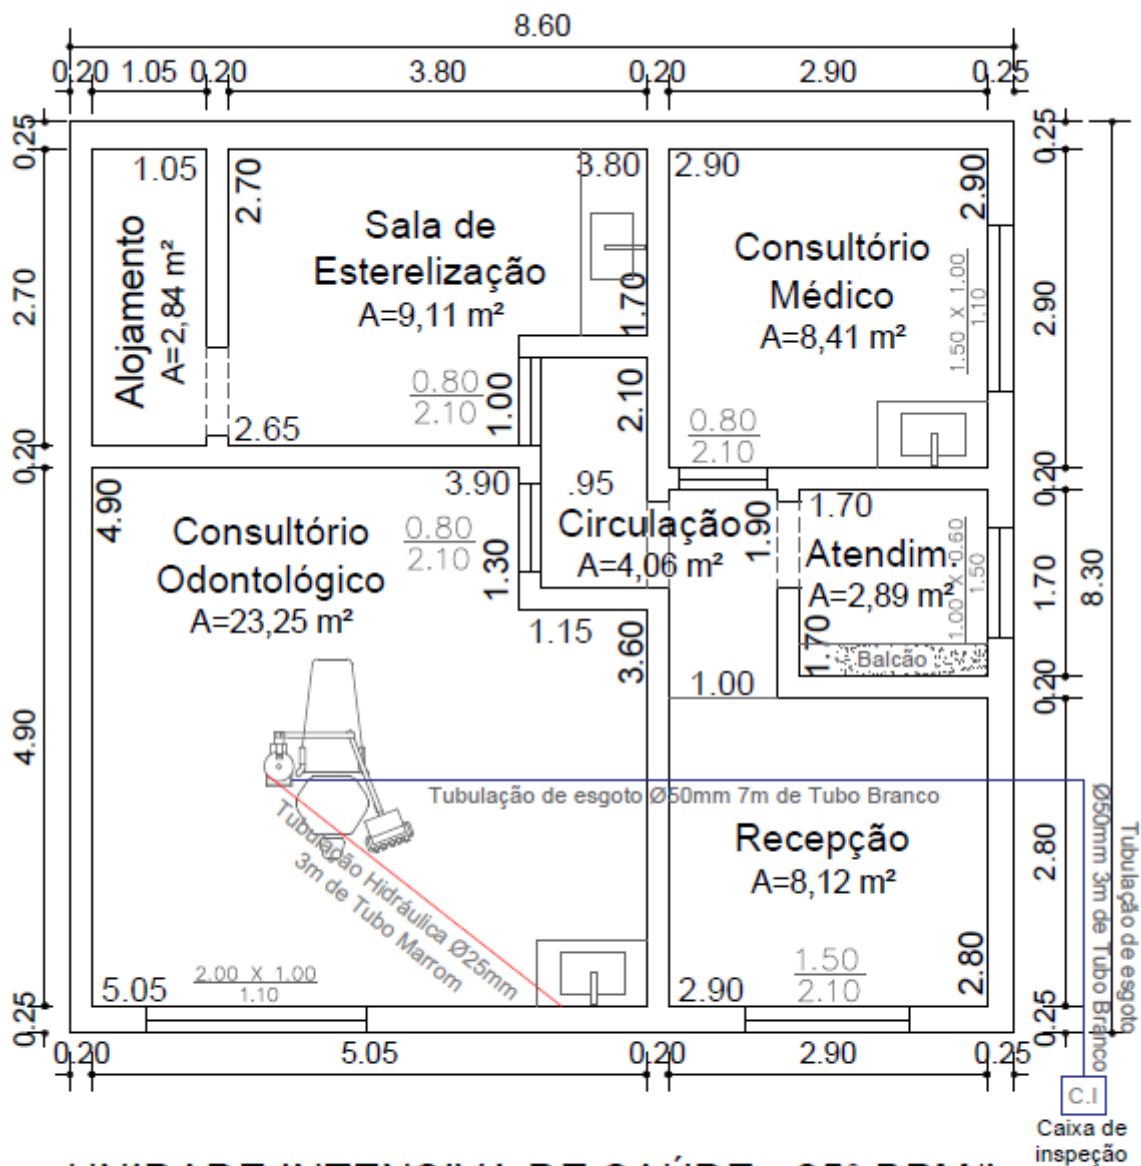 8.60
0.20 1.05 0.20 3.80 0.20 2.90 0.25
0.25
2.70
0.20
4.90
0.25
1.05
Alojamento
A=2,84 m²
2.70
3.80
Sala de
Esterelização
A=9,11 m²
1.70
0.80
2.10
1.00
2.65
2.10
2.90
2.90
Consultório
Médico
A=8,41 m²
1.50 X 1.00
1.10
0.80
2.10
0.25
2.90
0.20
1.70
0.20
2.80
0.25
8.30
4.90
3.90
Consultório
Odontológico
A=23,25 m²
0.80
2.10
1.30
1.15
3.60
.95
Circulação
A=4,06 m²
1.90
1.70
Atendim.
A=2,89 m²
1.00 X 0.60
1.50
1.70
Balcão
1.00
Tubulação de esgoto Ø50mm 7m de Tubo Branco
Tubulação Hidráulica Ø25mm
3m de Tubo Marrom
Recepção
A=8,12 m²
1.50
2.10
2.80
2.90
5.05
2.00 X 1.00
1.10
Tubulação de esgoto
Ø50mm 3m de Tubo Branco
0.20 5.05 0.20 2.90 0.25
C.I
Caixa de
inspeção